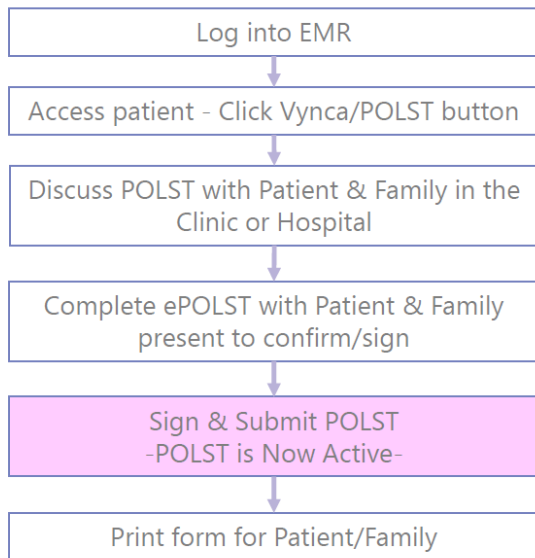 Log into EMR
Access patient - Click Vynca/POLST button
Discuss POLST with Patient & Family in the
Clinic or Hospital
Complete ePOLST with Patient & Family
present to confirm/sign
Sign & Submit POLST
-POLST is Now Active-
Print form for Patient/Family